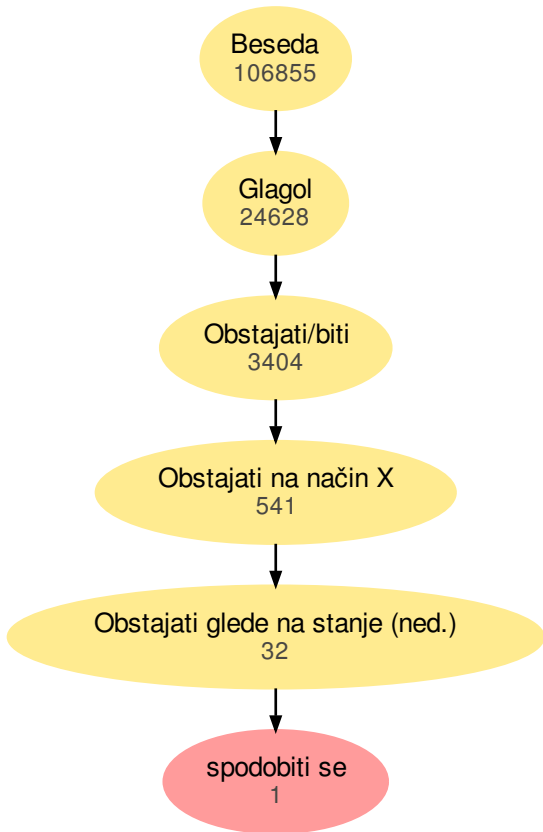 Beseda
106855
Glagol
24628
Obstajati/biti
3404
Obstajati na način X
541
Obstajati glede na stanje (ned.)
32
spodobiti se
1